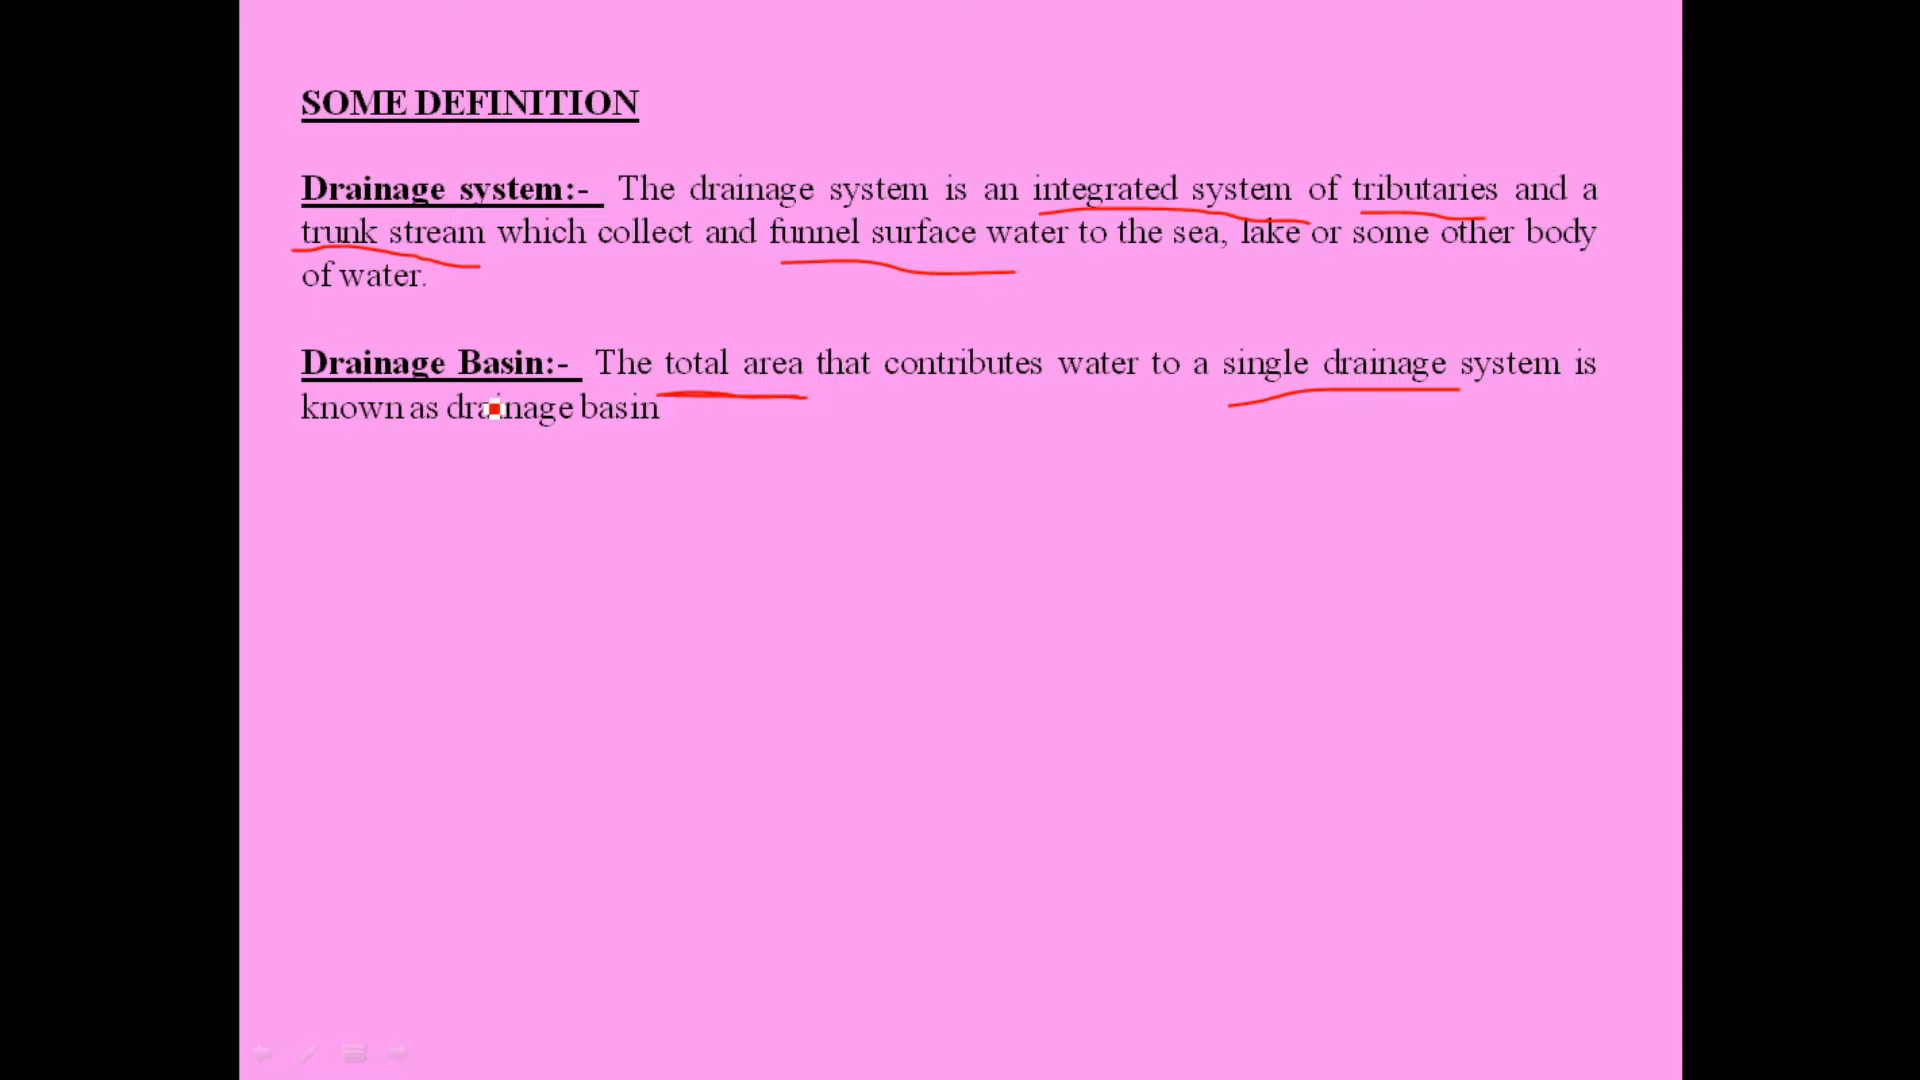 SOME DEFINITION
Drainage system:- The drainage system is an integrated system of tributaries and a
trunk stream which collect and funnel surface water to the sea, lake or some other body
of water.
Drainage Basin:- The total area that contributes water to a single drainage system is
known as drainage basin